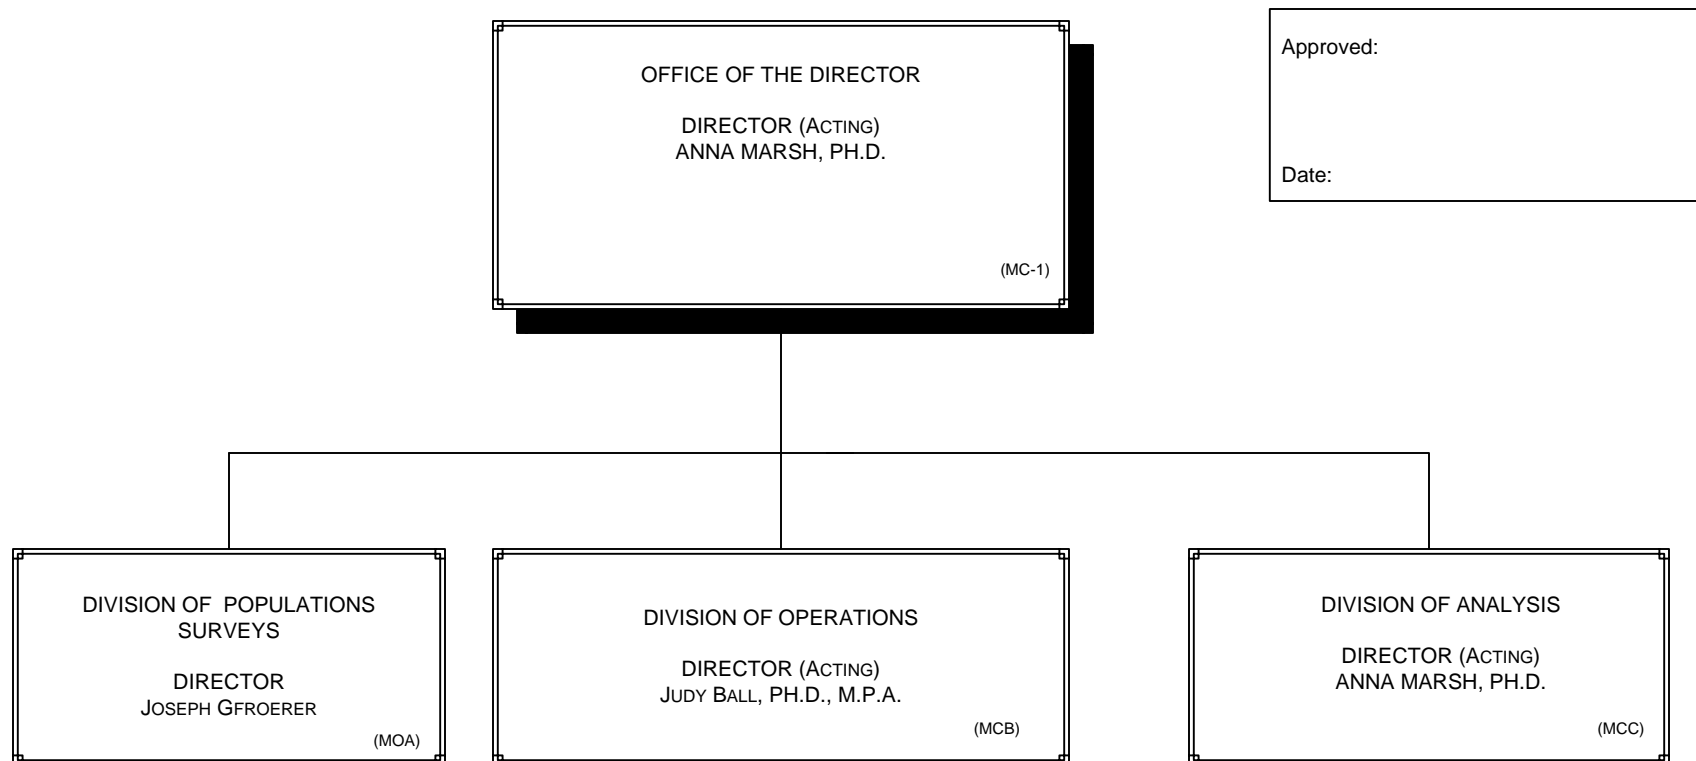 OFFICE OF THE DIRECTOR
DIRECTOR (ACTING)
ANNA MARSH, PH.D.
(MC-1)
Approved:
Date:
DIVISION OF POPULATIONS
SURVEYS
DIRECTOR
JOSEPH GFROERER
(MOA)
DIVISION OF OPERATIONS
DIRECTOR (ACTING)
JUDY BALL, PH.D., M.P.A.
(MCB)
DIVISION OF ANALYSIS
DIRECTOR (ACTING)
ANNA MARSH, PH.D.
(MCC)